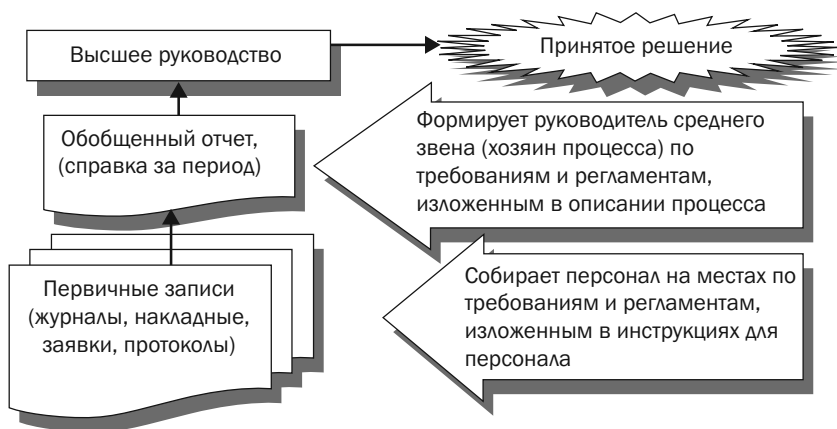 Высшее руководство
Принятое решение
Обобщенный отчет,
(справка за период)
Формирует руководитель среднего
звена (хозяин процесса) по
требованиям и регламентам,
изложенным в описании процесса
Первичные записи
(журналы, накладные,
заявки, протоколы)
Собирает персонал на местах по
требованиям и регламентам,
изложенным в инструкциях для
персонала